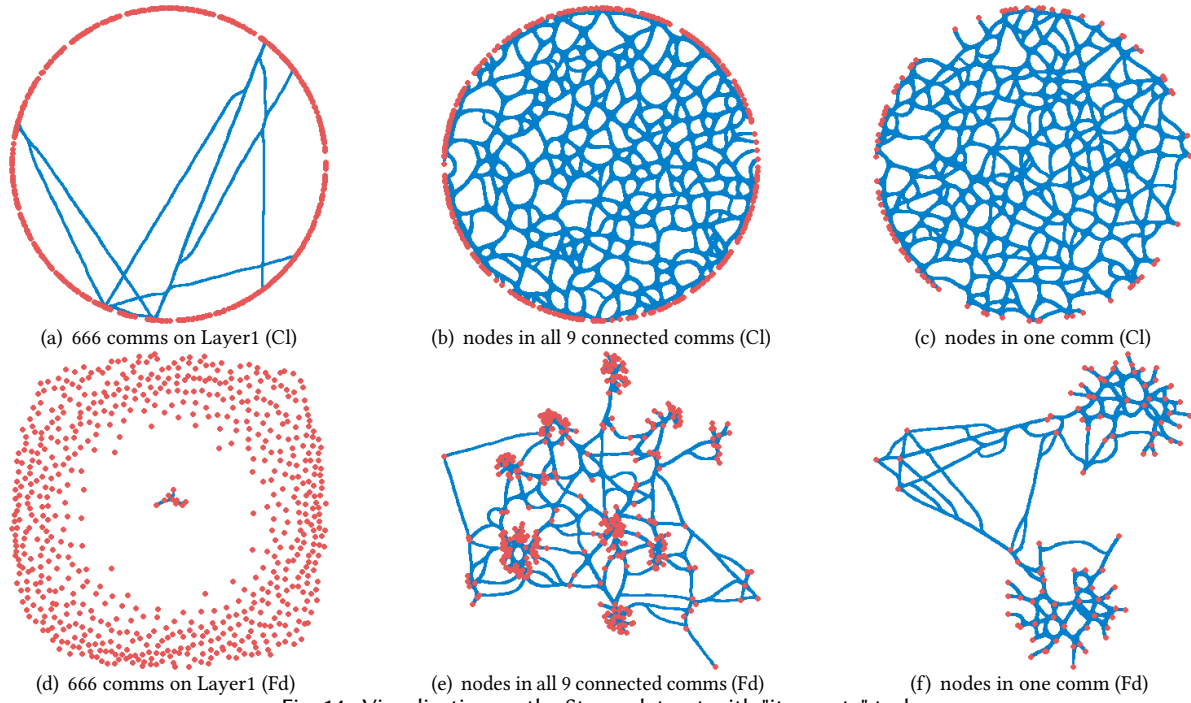 (a) 666 comms on Layer1 (Cl)
(b) nodes in all 9 connected comms (Cl)
(c) nodes in one comm (Cl)
(d) 666 comms on Layer1 (Fd)
(e) nodes in all 9 connected comms (Fd)
(f) nodes in one comm (Fd)